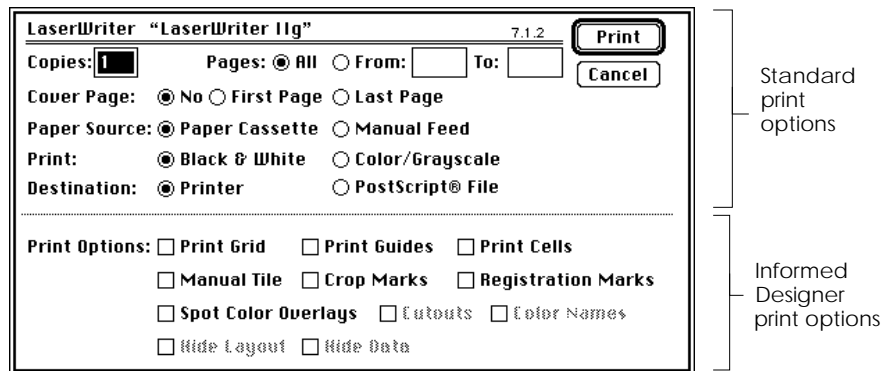 LaserWriter "LaserWriter IIg" 7.1.2 Print
Copies: 1 Pages: All From: To:
Cancel
Cover Page: No First Page Last Page
Paper Source: Paper Cassette Manual Feed
Print: Black & White Color/Grayscale
Destination: Printer PostScript® File
Standard
print
options
Print Options: Print Grid Print Guides Print Cells
Manual Tile Crop Marks Registration Marks
Spot Color Overlays Cutouts Color Names
Hide Layout Hide Data
Informed
Designer
print options